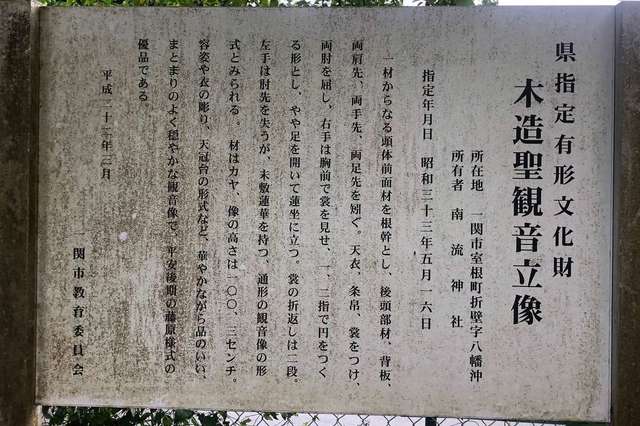 県指定有形文化財
木造聖観音立像
所在地　一関市室根町折壁字八幡沖
所有者　南流神社
指定年月日　昭和三十三年五月一六日
一材からなる頭体前面材を根幹とし、後頭部材、背板、
両肩先、両手先、両足先を矧ぐ。天衣、条帛、裳をつけ、
両肘を屈し、右手は胸前で掌を見せ、一、三指で円をつく
る形とし、やや足を開いて蓮坐に立つ。裳の折返しは二段。
左手は肘先を失うが、未敷蓮華を持つ、通形の観音像の形
式とみられる。材はカヤ、像の高さは一〇〇、三センチ。
容姿や衣の彫り、天冠台の形式など、華やかながら品のいい、
まとまりのよく穏やかな観音像で、平安後期の藤原様式の
優品である。
平成二十二年三月
一関市教育委員会